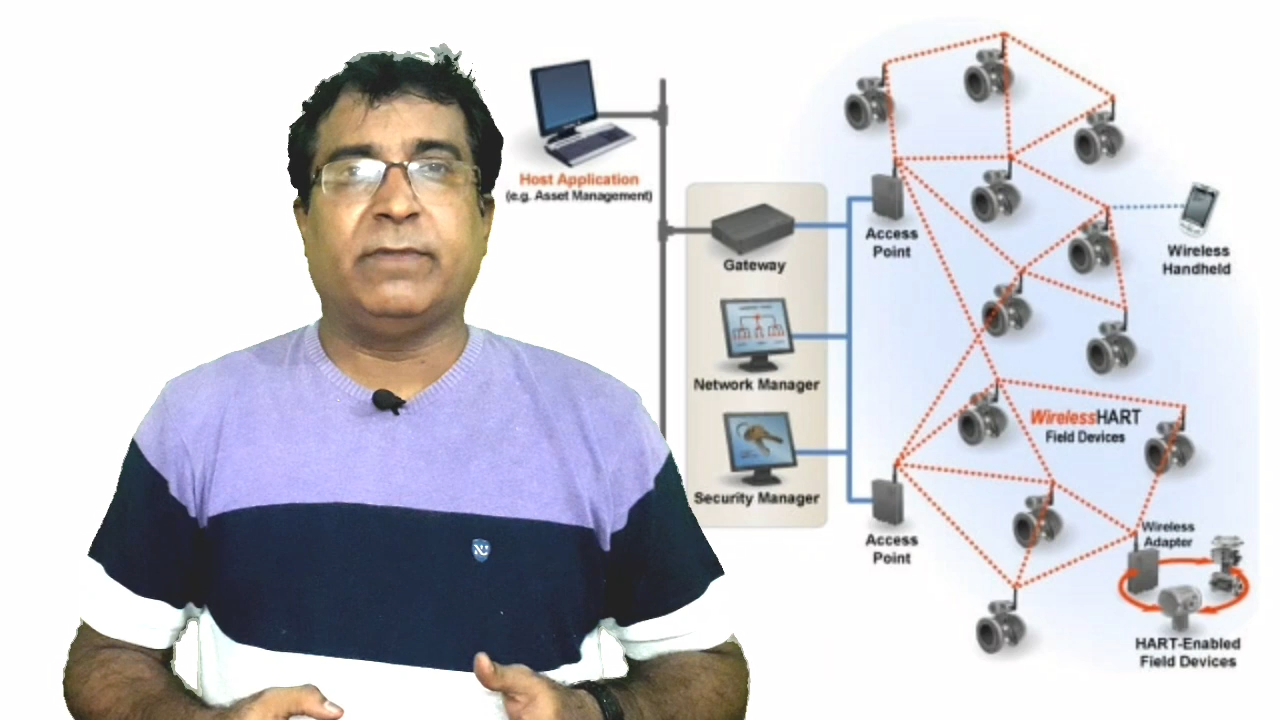 Host Application
(e.g. Asset Management)
Gateway
Network Manager
Security Manager
Access
Point
Access
Point
Wireless
Handheld
WirelessHART
Field Devices
Wireless
Adapter
HART-Enabled
Field Devices